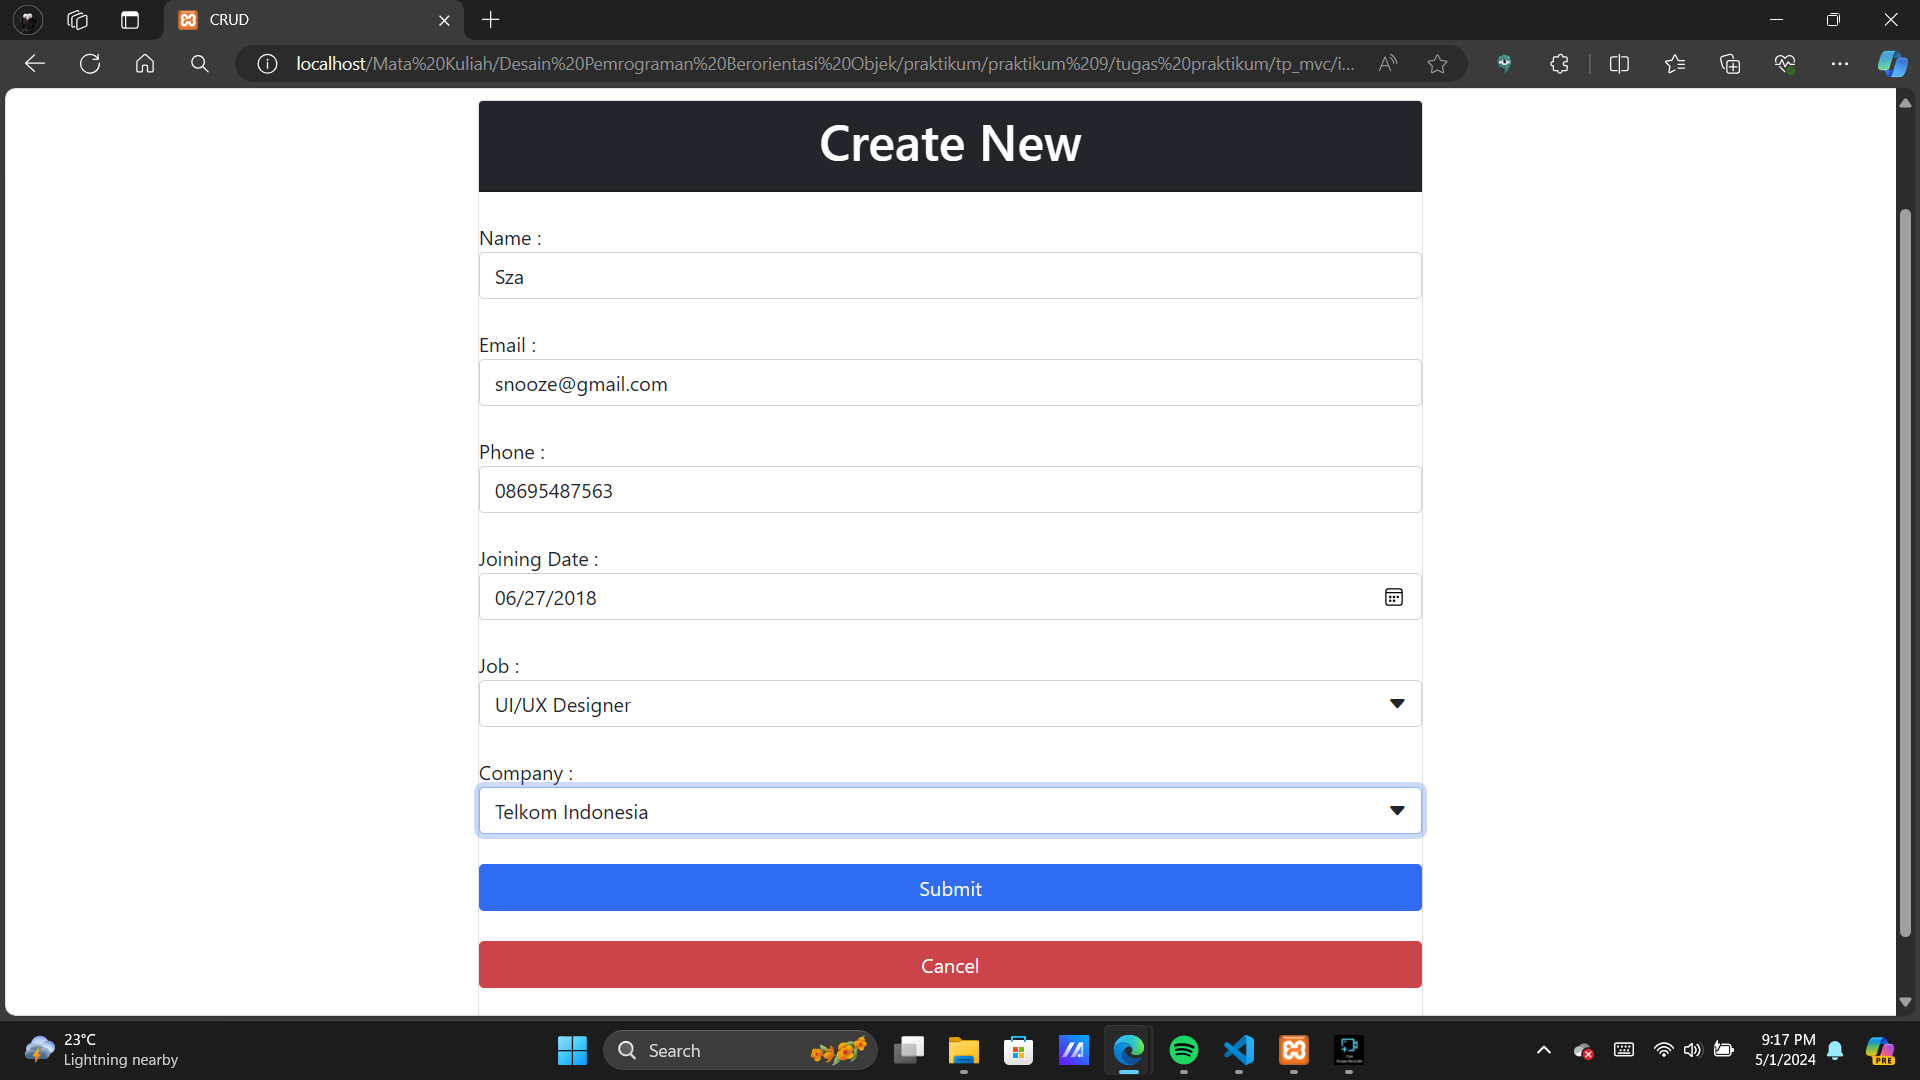 CRUD
localhost/Mata%20Kuliah/Desain%20Pemrograman%20Berorientasi%20Objek/praktikum/praktikum%209/tugas%20praktikum/tp_mvc/i...
Create New
Name :
Sza
Email :
snooze@gmail.com
Phone :
08695487563
Joining Date :
06/27/2018
Job :
UI/UX Designer
Company :
Telkom Indonesia
Submit
Cancel
23°C
Lightning nearby
Search
9:17 PM
5/1/2024
PRE